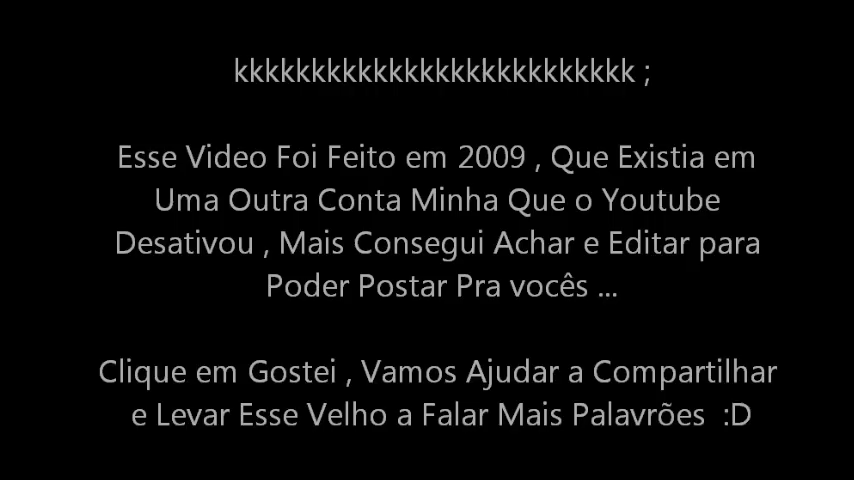 kkkkkkkkkkkkkkkkkkkkkkkkkk ;
Esse Video Foi Feito em 2009 , Que Existia em
Uma Outra Conta Minha Que o Youtube
Desativou , Mais Consegui Achar e Editar para
Poder Postar Pra vocês ...
Clique em Gostei , Vamos Ajudar a Compartilhar
e Levar Esse Velho a Falar Mais Palavrões  :D